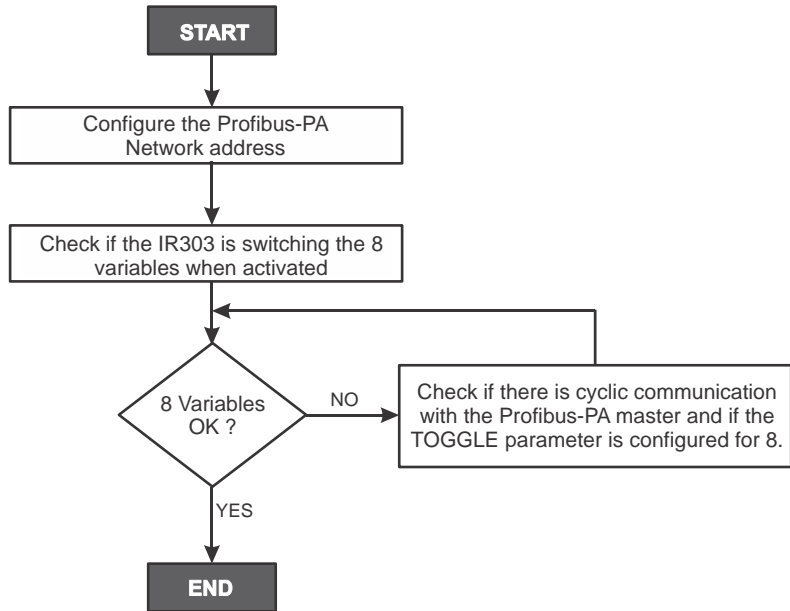 START
Configure the Profibus-PA
Network address
Check if the IR303 is switching the 8
variables when activated
8 Variables
OK ?
NO
Check if there is cyclic communication
with the Profibus-PA master and if the
TOGGLE parameter is configured for 8.
YES
END